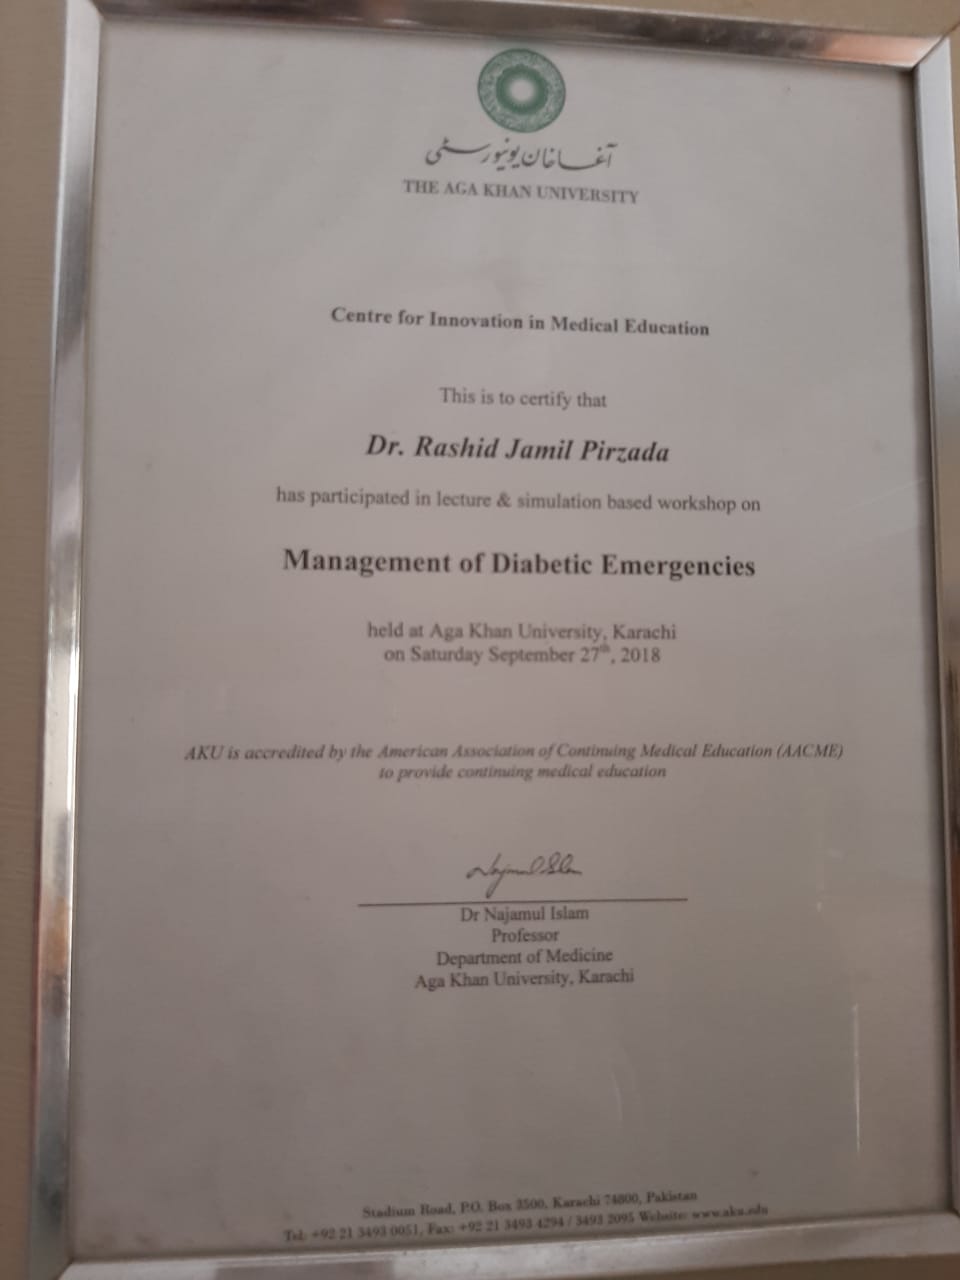 آغا خان یونیورسٹی
THE AGA KHAN UNIVERSITY
Centre for Innovation in Medical Education
This is to certify that
Dr. Rashid Jamil Pirzada
has participated in lecture & simulation based workshop on
Management of Diabetic Emergencies
held at Aga Khan University, Karachi
on Saturday September 27th, 2018
AKU is accredited by the American Association of Continuing Medical Education (AACME)
to provide continuing medical education
Najmul Islam
Dr Najamul Islam
Professor
Department of Medicine
Aga Khan University, Karachi
Stadium Road, P.O. Box 3500, Karachi 74800, Pakistan
Tel: +92 21 3493 0051, Fax: +92 21 3493 4294 / 3493 2095 Website: www.aku.edu